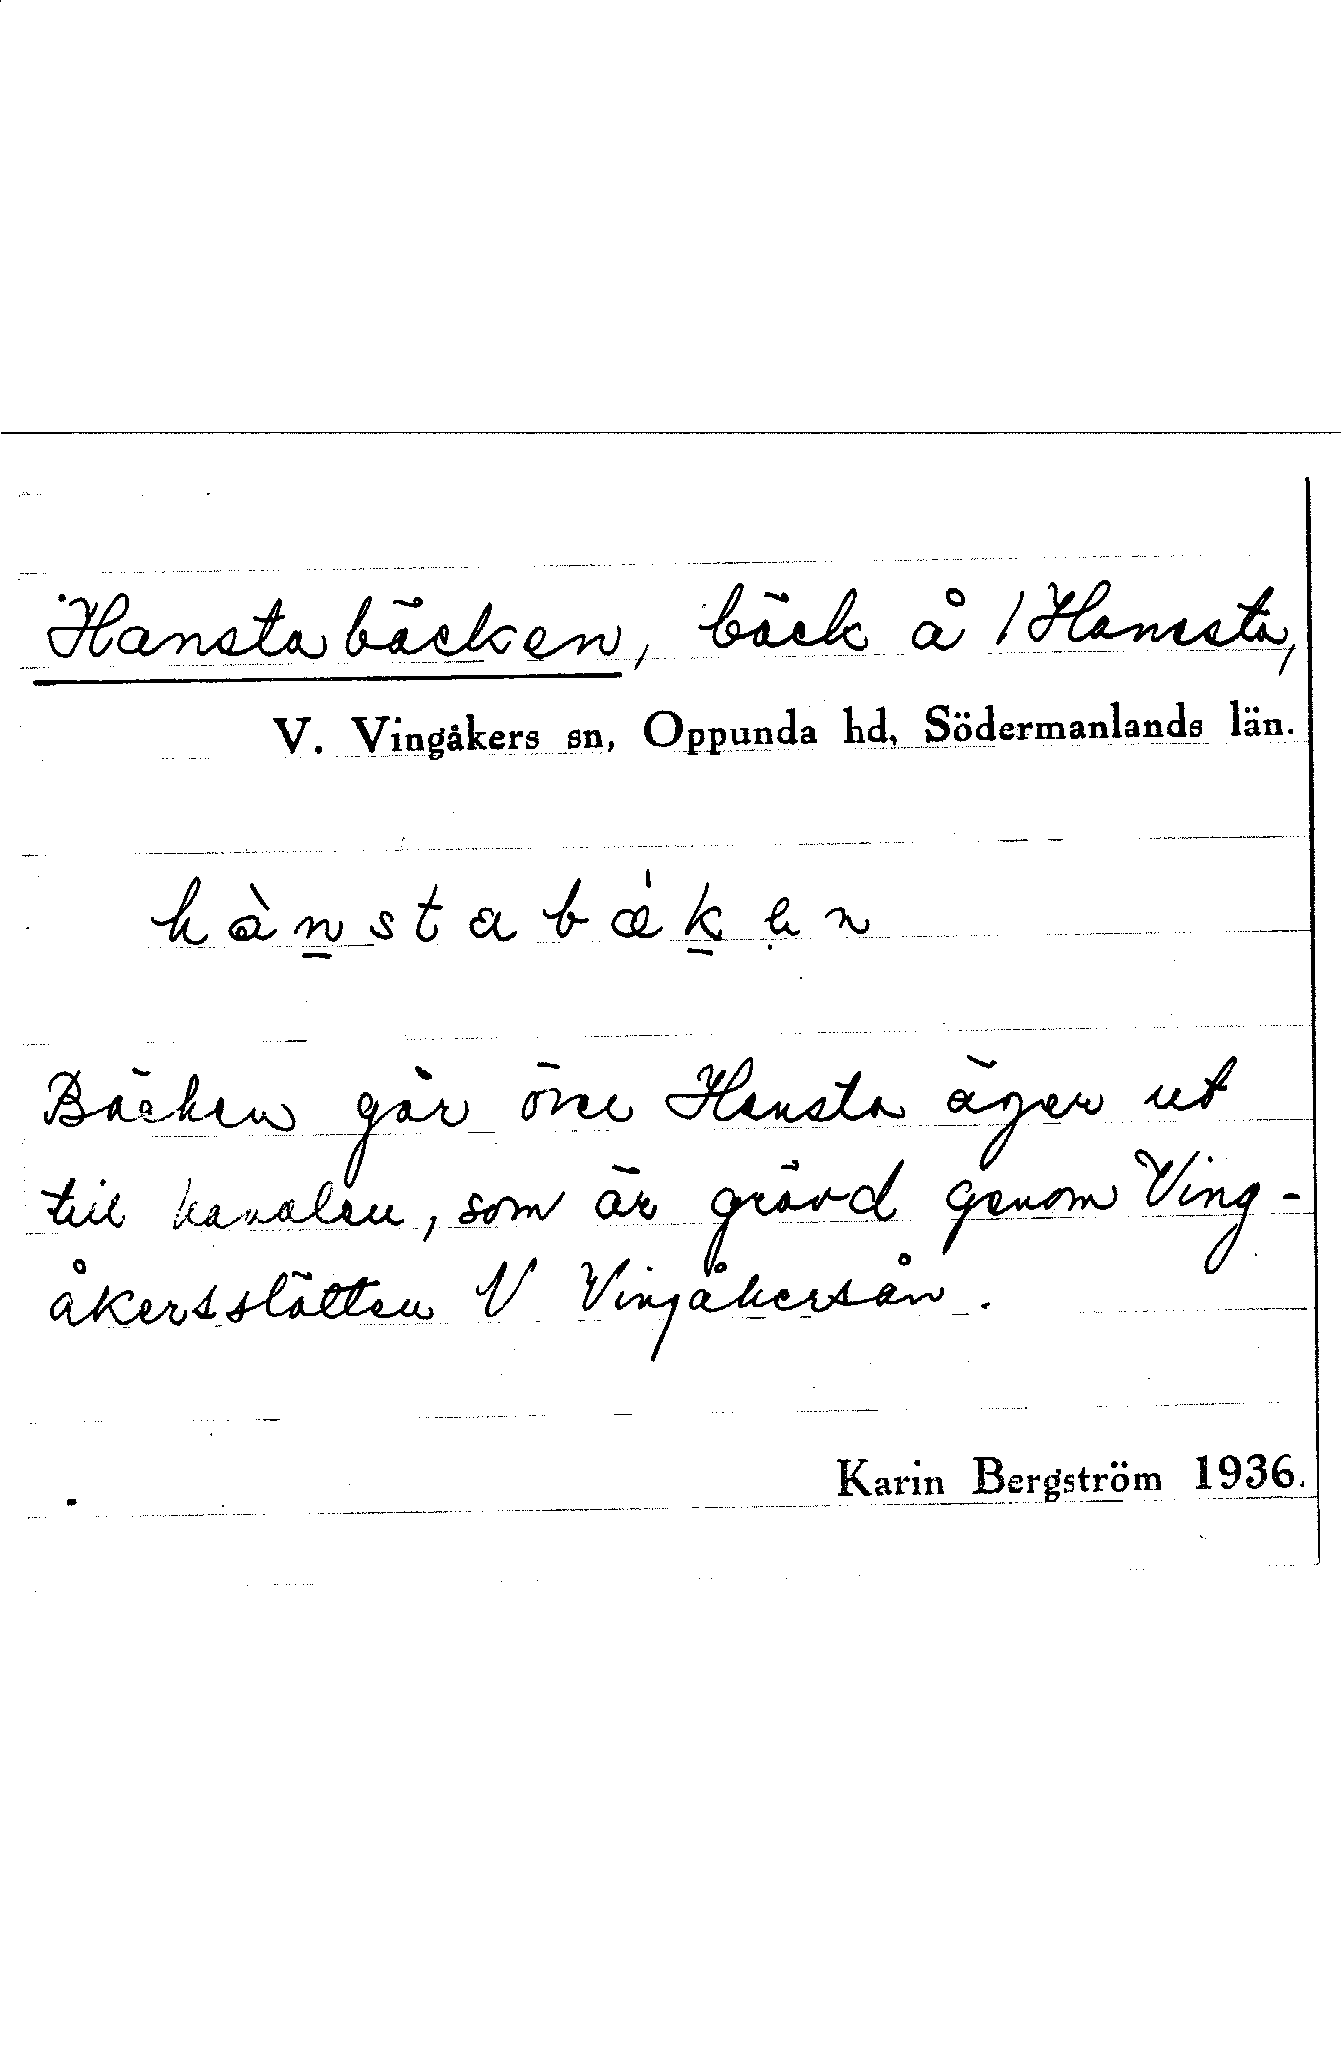 Hanstabäcken, bäck å / Hansta,
V. Vingåkers sn, Oppunda hd, Södermanlands län.
hànstabǽḵẹn
Bäcken går över Hansta ägor ut
till kanalen, som är grävd genom Ving-
åkersslätten V Vingåkersån.
Karin Bergström 1936.